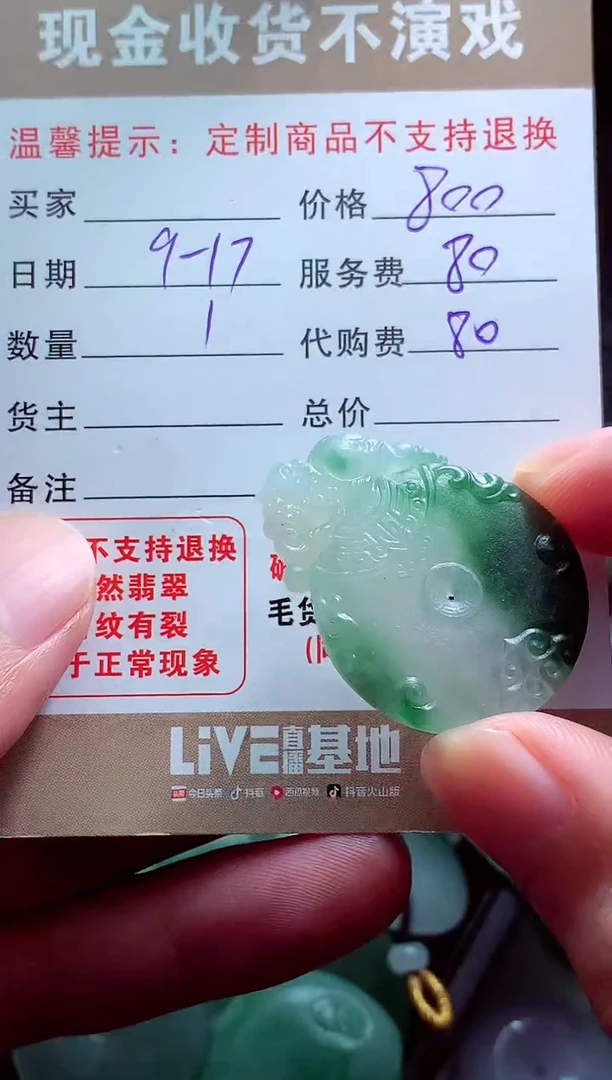 现金收货不演戏
温馨提示：定制商品不支持退换
买家 价格 800
日期 9-17 服务费 80
数量 1 代购费 80
货主 总价
备注
不支持退换
然翡翠
纹有裂
于正常现象
毛货
LiVE直播基地
今日头条 抖音 西瓜视频 抖音火山版